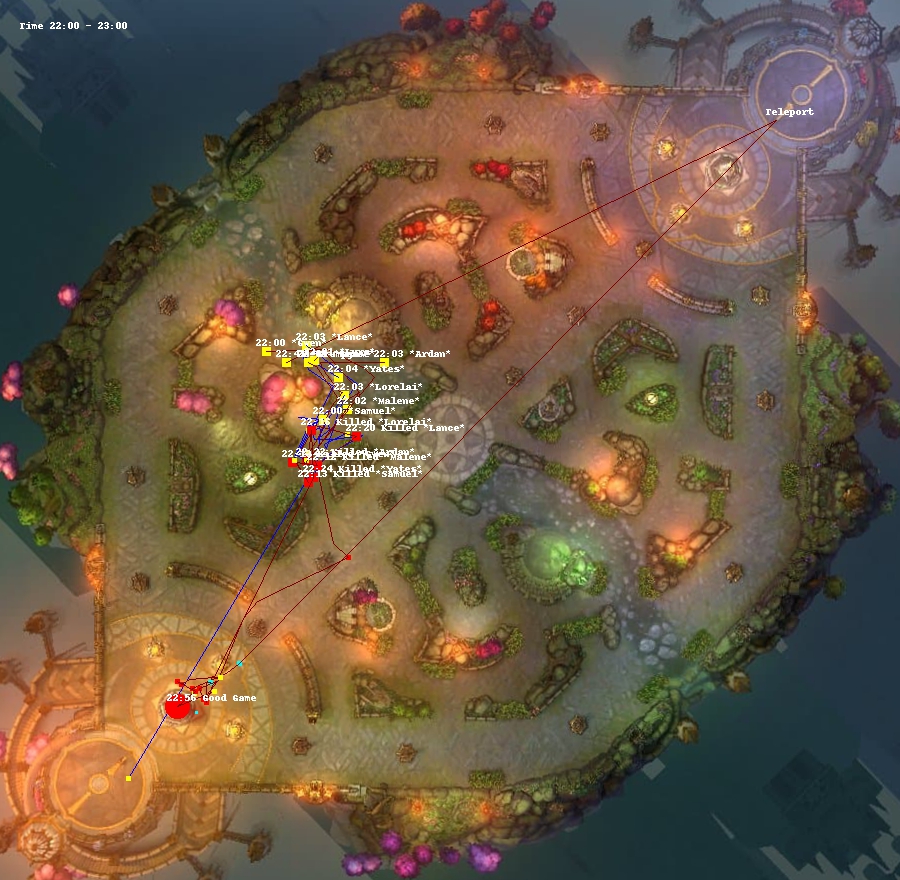 Time 22:00 - 23:00
Teleport
22:03 *Lance*
22:00 *
22:03 *Ardan*
22:04 *Yates*
22:03 *Lorelai*
22:02 *Malene*
22:00 *Samuel*
Killed *Lorelai*
22:20 Killed *Lance*
Killed *Ardan*
Killed *Malene*
22:24 Killed *Yates*
22:13 Killed *Samuel*
22:56 Good Game